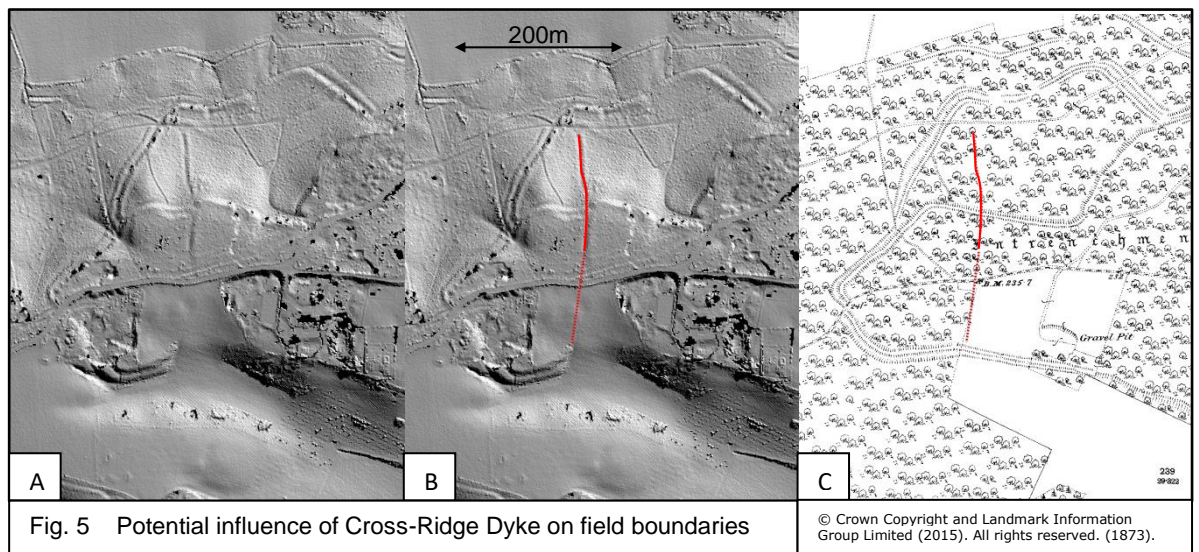 200m
B.M.235.7
Gravel Pit
239
A
B
C
Fig. 5 Potential influence of Cross-Ridge Dyke on field boundaries
© Crown Copyright and Landmark Information
Group Limited (2015). All rights reserved. (1873).